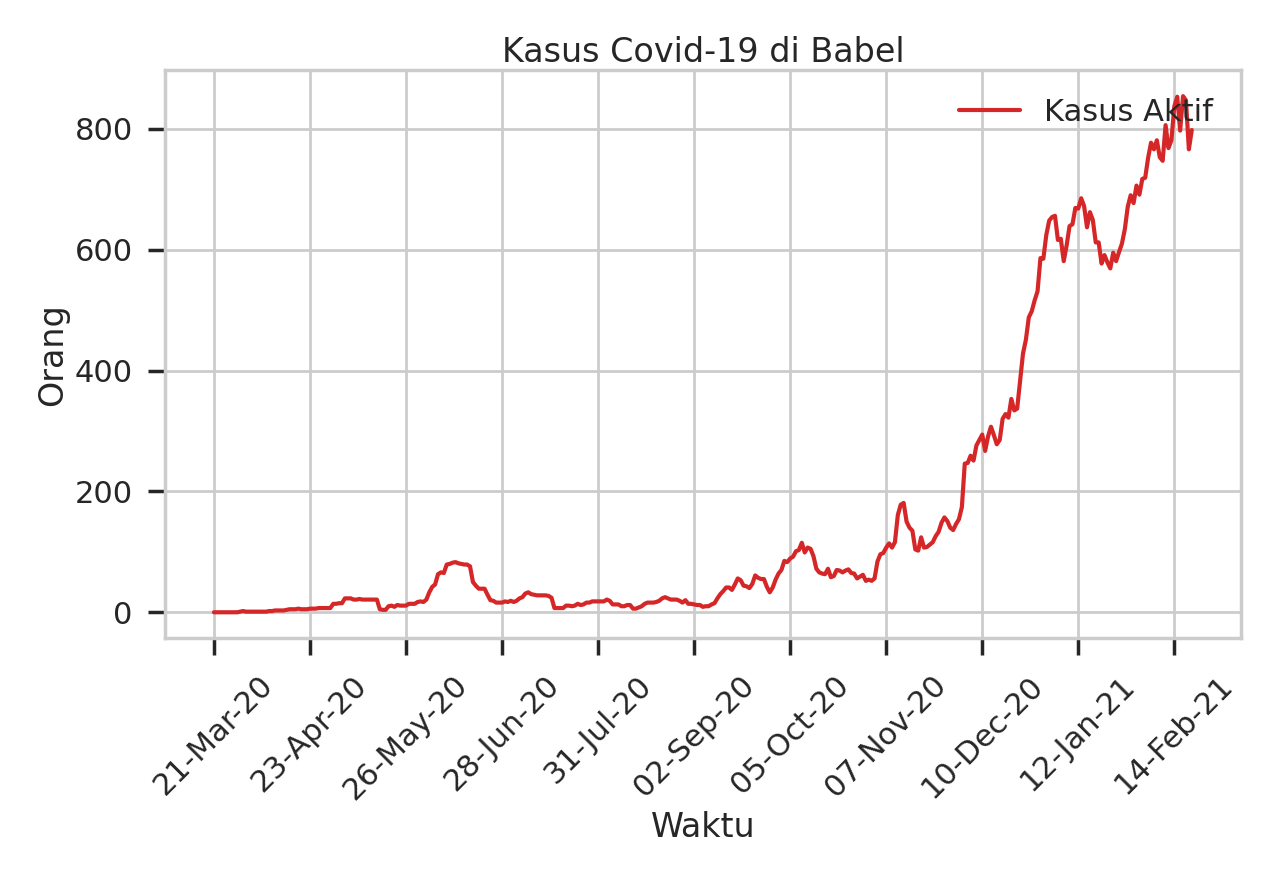 Kasus Covid-19 di Babel
Kasus Aktif
Orang
800
600
400
200
0
21-Mar-20
23-Apr-20
26-May-20
28-Jun-20
31-Jul-20
02-Sep-20
05-Oct-20
07-Nov-20
10-Dec-20
12-Jan-21
14-Feb-21
Waktu